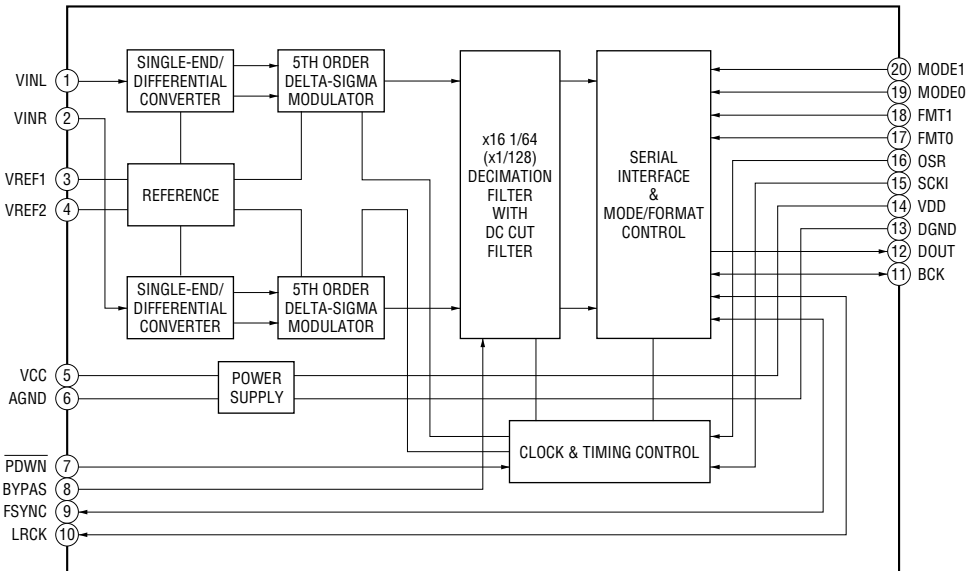 SINGLE-END/
DIFFERENTIAL
CONVERTER
5TH ORDER
DELTA-SIGMA
MODULATOR
VINL 1
VINR 2
VREF1 3
VREF2 4
REFERENCE
SINGLE-END/
DIFFERENTIAL
CONVERTER
5TH ORDER
DELTA-SIGMA
MODULATOR
x16 1/64
(x1/128)
DECIMATION
FILTER
WITH
DC CUT
FILTER
SERIAL
INTERFACE
&
MODE/FORMAT
CONTROL
20 MODE1
19 MODE0
18 FMT1
17 FMT0
16 OSR
15 SCKI
14 VDD
13 DGND
12 DOUT
11 BCK
VCC 5
AGND 6
POWER
SUPPLY
CLOCK & TIMING CONTROL
PDWN 7
BYPAS 8
FSYNC 9
LRCK 10